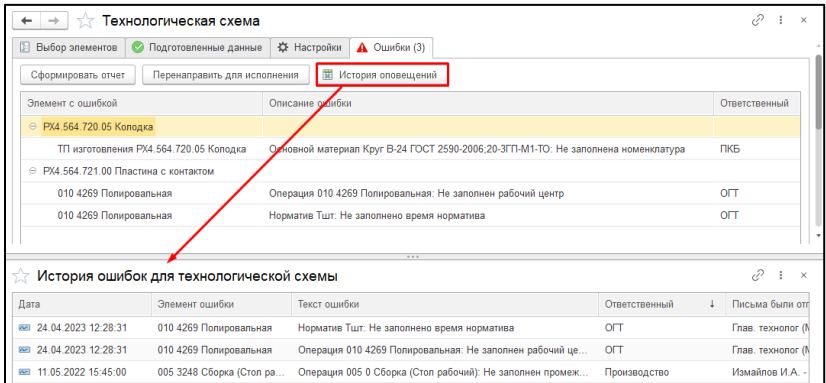 Технологическая схема
Выбор элементов Подготовленные данные Настройки Ошибки (3)
Сформировать отчет Перенаправить для исполнения История оповещений
Элемент с ошибкой Описание ошибки Ответственный
РХ4.564.720.05 Колодка
ТП изготовления РХ4.564.720.05 Колодка Основной материал Круг В-24 ГОСТ 2590-2006;20-3ГП-М1-ТО: Не заполнена номенклатура ПКБ
РХ4.564.721.00 Пластина с контактом
010 4269 Полировальная Операция 010 4269 Полировальная: Не заполнен рабочий центр ОГТ
010 4269 Полировальная Норматив Тшт: Не заполнено время норматива ОГТ
История ошибок для технологической схемы
Дата Элемент ошибки Текст ошибки Ответственный ↓ Письма были отп
24.04.2023 12:28:31 010 4269 Полировальная Норматив Тшт: Не заполнено время норматива ОГТ Глав. технолог (М
24.04.2023 12:28:31 010 4269 Полировальная Операция 010 4269 Полировальная: Не заполнен рабочий це... ОГТ Глав. технолог (М
11.05.2022 15:45:00 005 3248 Сборка (Стол ра... Операция 005 0 Сборка (Стол рабочий): Не заполнен промеж... Производство Измайлов И.А. -